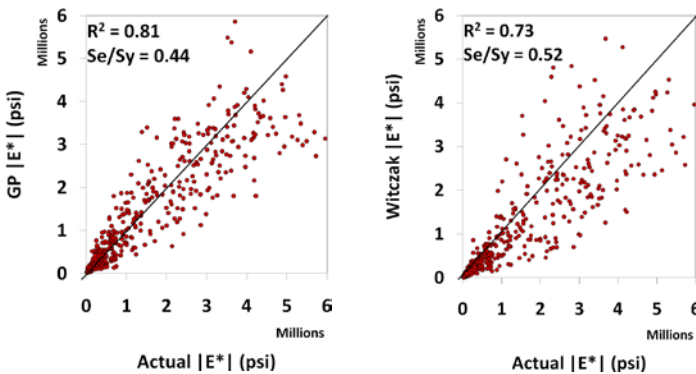 Millions
6
5
4
3
2
1
0
GP |E*| (psi)
R² = 0.81
Se/Sy = 0.44
0 1 2 3 4 5 6
Millions
Actual |E*| (psi)
Millions
6
5
4
3
2
1
0
Witczak |E*| (psi)
R² = 0.73
Se/Sy = 0.52
0 1 2 3 4 5 6
Millions
Actual |E*| (psi)